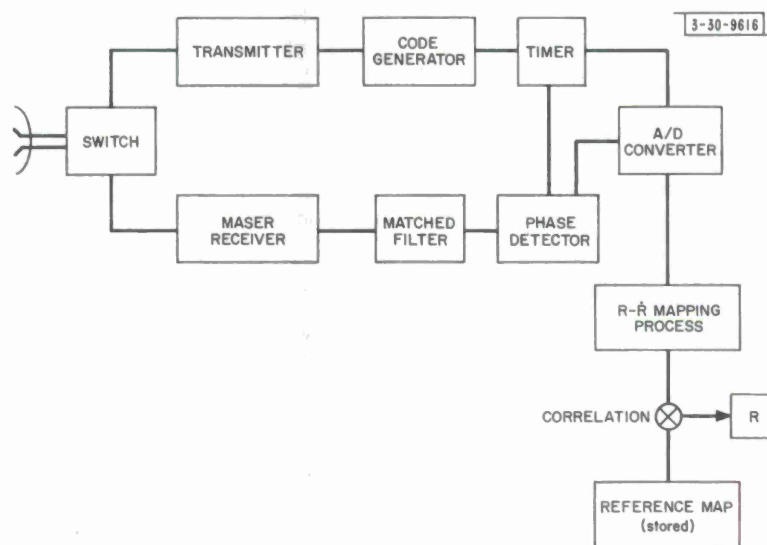 3-30-9616
TRANSMITTER
CODE
GENERATOR
TIMER
SWITCH
A/D
CONVERTER
MASER
RECEIVER
MATCHED
FILTER
PHASE
DETECTOR
R-Ṙ MAPPING
PROCESS
CORRELATION
R
REFERENCE MAP
(stored)